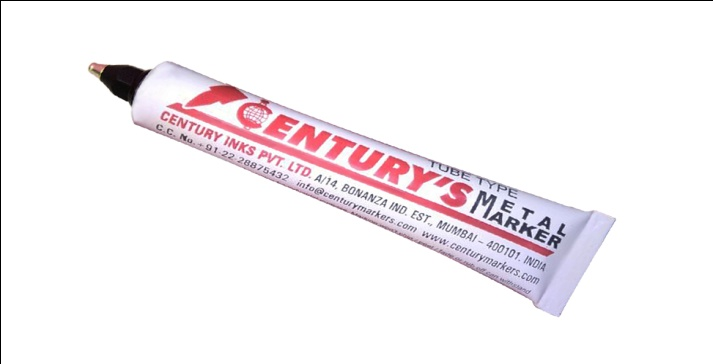 CENTURY'S
TUBE TYPE
METAL
MARKER
CENTURY INKS PVT. LTD. A/14, BONANZA IND. EST., MUMBAI - 400101. INDIA
C.C. No. +91-22-28875432 info@centurymarkers.com www.centurymarkers.com